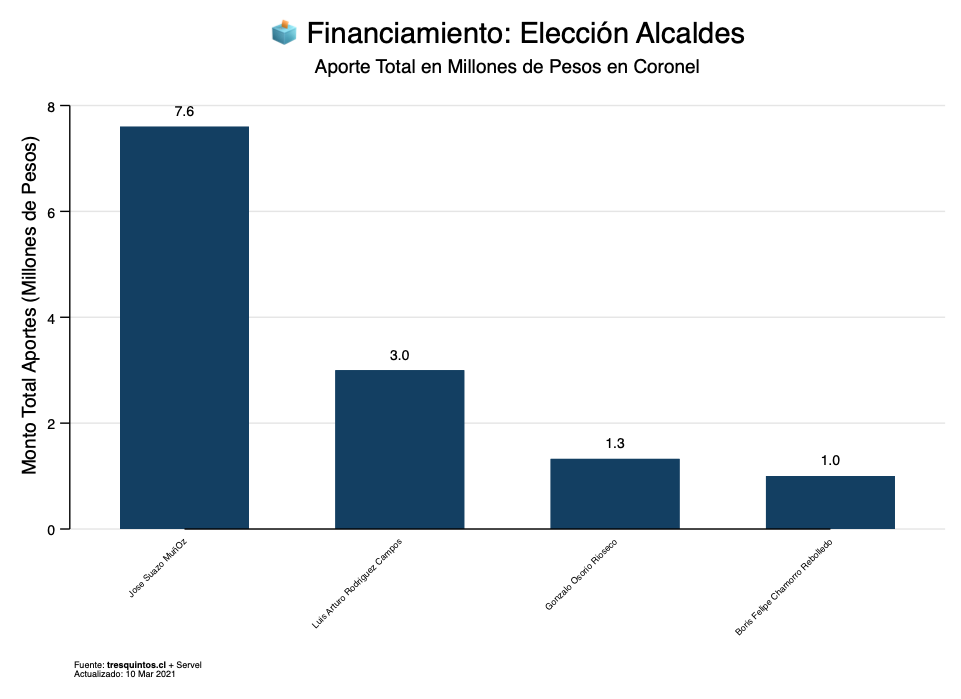 Financiamiento: Elección Alcaldes
Aporte Total en Millones de Pesos en Coronel
Monto Total Aportes (Millones de Pesos)
8
6
4
2
0
7.6
3.0
1.3
1.0
Jose Suazo MuñOz
Luis Arturo Rodriguez Campos
Gonzalo Osorio Rioseco
Boris Felipe Chamorro Rebolledo
Fuente: tresquintos.cl + Servel
Actualizado: 10 Mar 2021